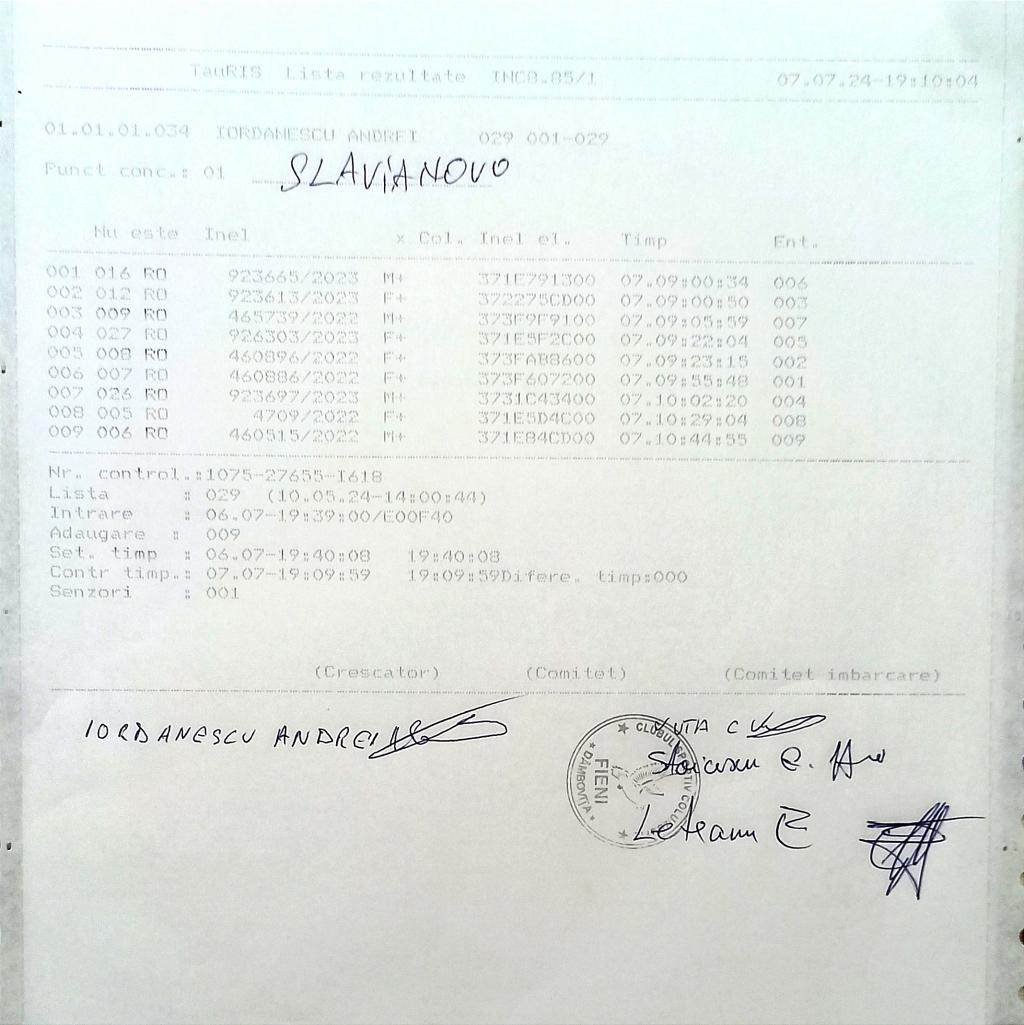 TauRIS Lista rezultate INC8.85/1 07.07.24-19:10:04
01.01.01.034 IORDANESCU ANDREI 029 001-029
Punct conc.: 01 SLAVIANOVO
Nu este Inel x Col. Inel el. Timp Ent.
001 016 RO 923665/2023 M+ 371E791300 07.09:00:34 006
002 012 RO 923613/2023 F+ 372275CD00 07.09:00:50 003
003 009 RO 465739/2022 M+ 373F9F9100 07.09:05:59 007
004 027 RO 926303/2023 F+ 371E5F2C00 07.09:22:04 005
005 008 RO 460896/2022 F+ 373FAB8600 07.09:23:15 002
006 007 RO 460886/2022 F+ 373F607200 07.09:55:48 001
007 026 RO 923697/2023 M+ 3731C43400 07.10:02:20 004
008 005 RO 4709/2022 F+ 371E5D4C00 07.10:29:04 008
009 006 RO 460515/2022 M+ 371E84CD00 07.10:44:55 009
Nr. control.:1075-27655-I618
Lista : 029 (10.05.24-14:00:44)
Intrare : 06.07-19:39:00/E00F40
Adaugare : 009
Set. timp : 06.07-19:40:08 19:40:08
Contr timp.: 07.07-19:09:59 19:09:59Difere. timp:000
Senzori : 001
(Crescator) (Comitet) (Comitet imbarcare)
IORDANESCU ANDREI
CLUBUL SPORTIV
FIENI
DÂMBOVIȚA